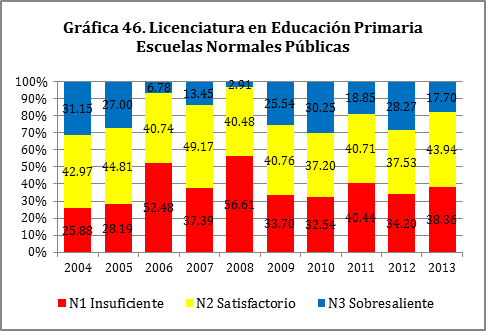 Gráfica 46. Licenciatura en Educación Primaria
Escuelas Normales Públicas
100%
90%
80%
70%
60%
50%
40%
30%
20%
10%
0%
31.15 27.00 6.78 13.45 2.91 25.54 30.25 18.85 28.27 17.70
42.97 44.81 40.74 49.17 40.48 40.76 37.20 40.71 37.53 43.94
25.88 28.19 52.48 37.39 56.61 33.70 32.54 40.44 34.20 38.36
2004 2005 2006 2007 2008 2009 2010 2011 2012 2013
N1 Insuficiente N2 Satisfactorio N3 Sobresaliente